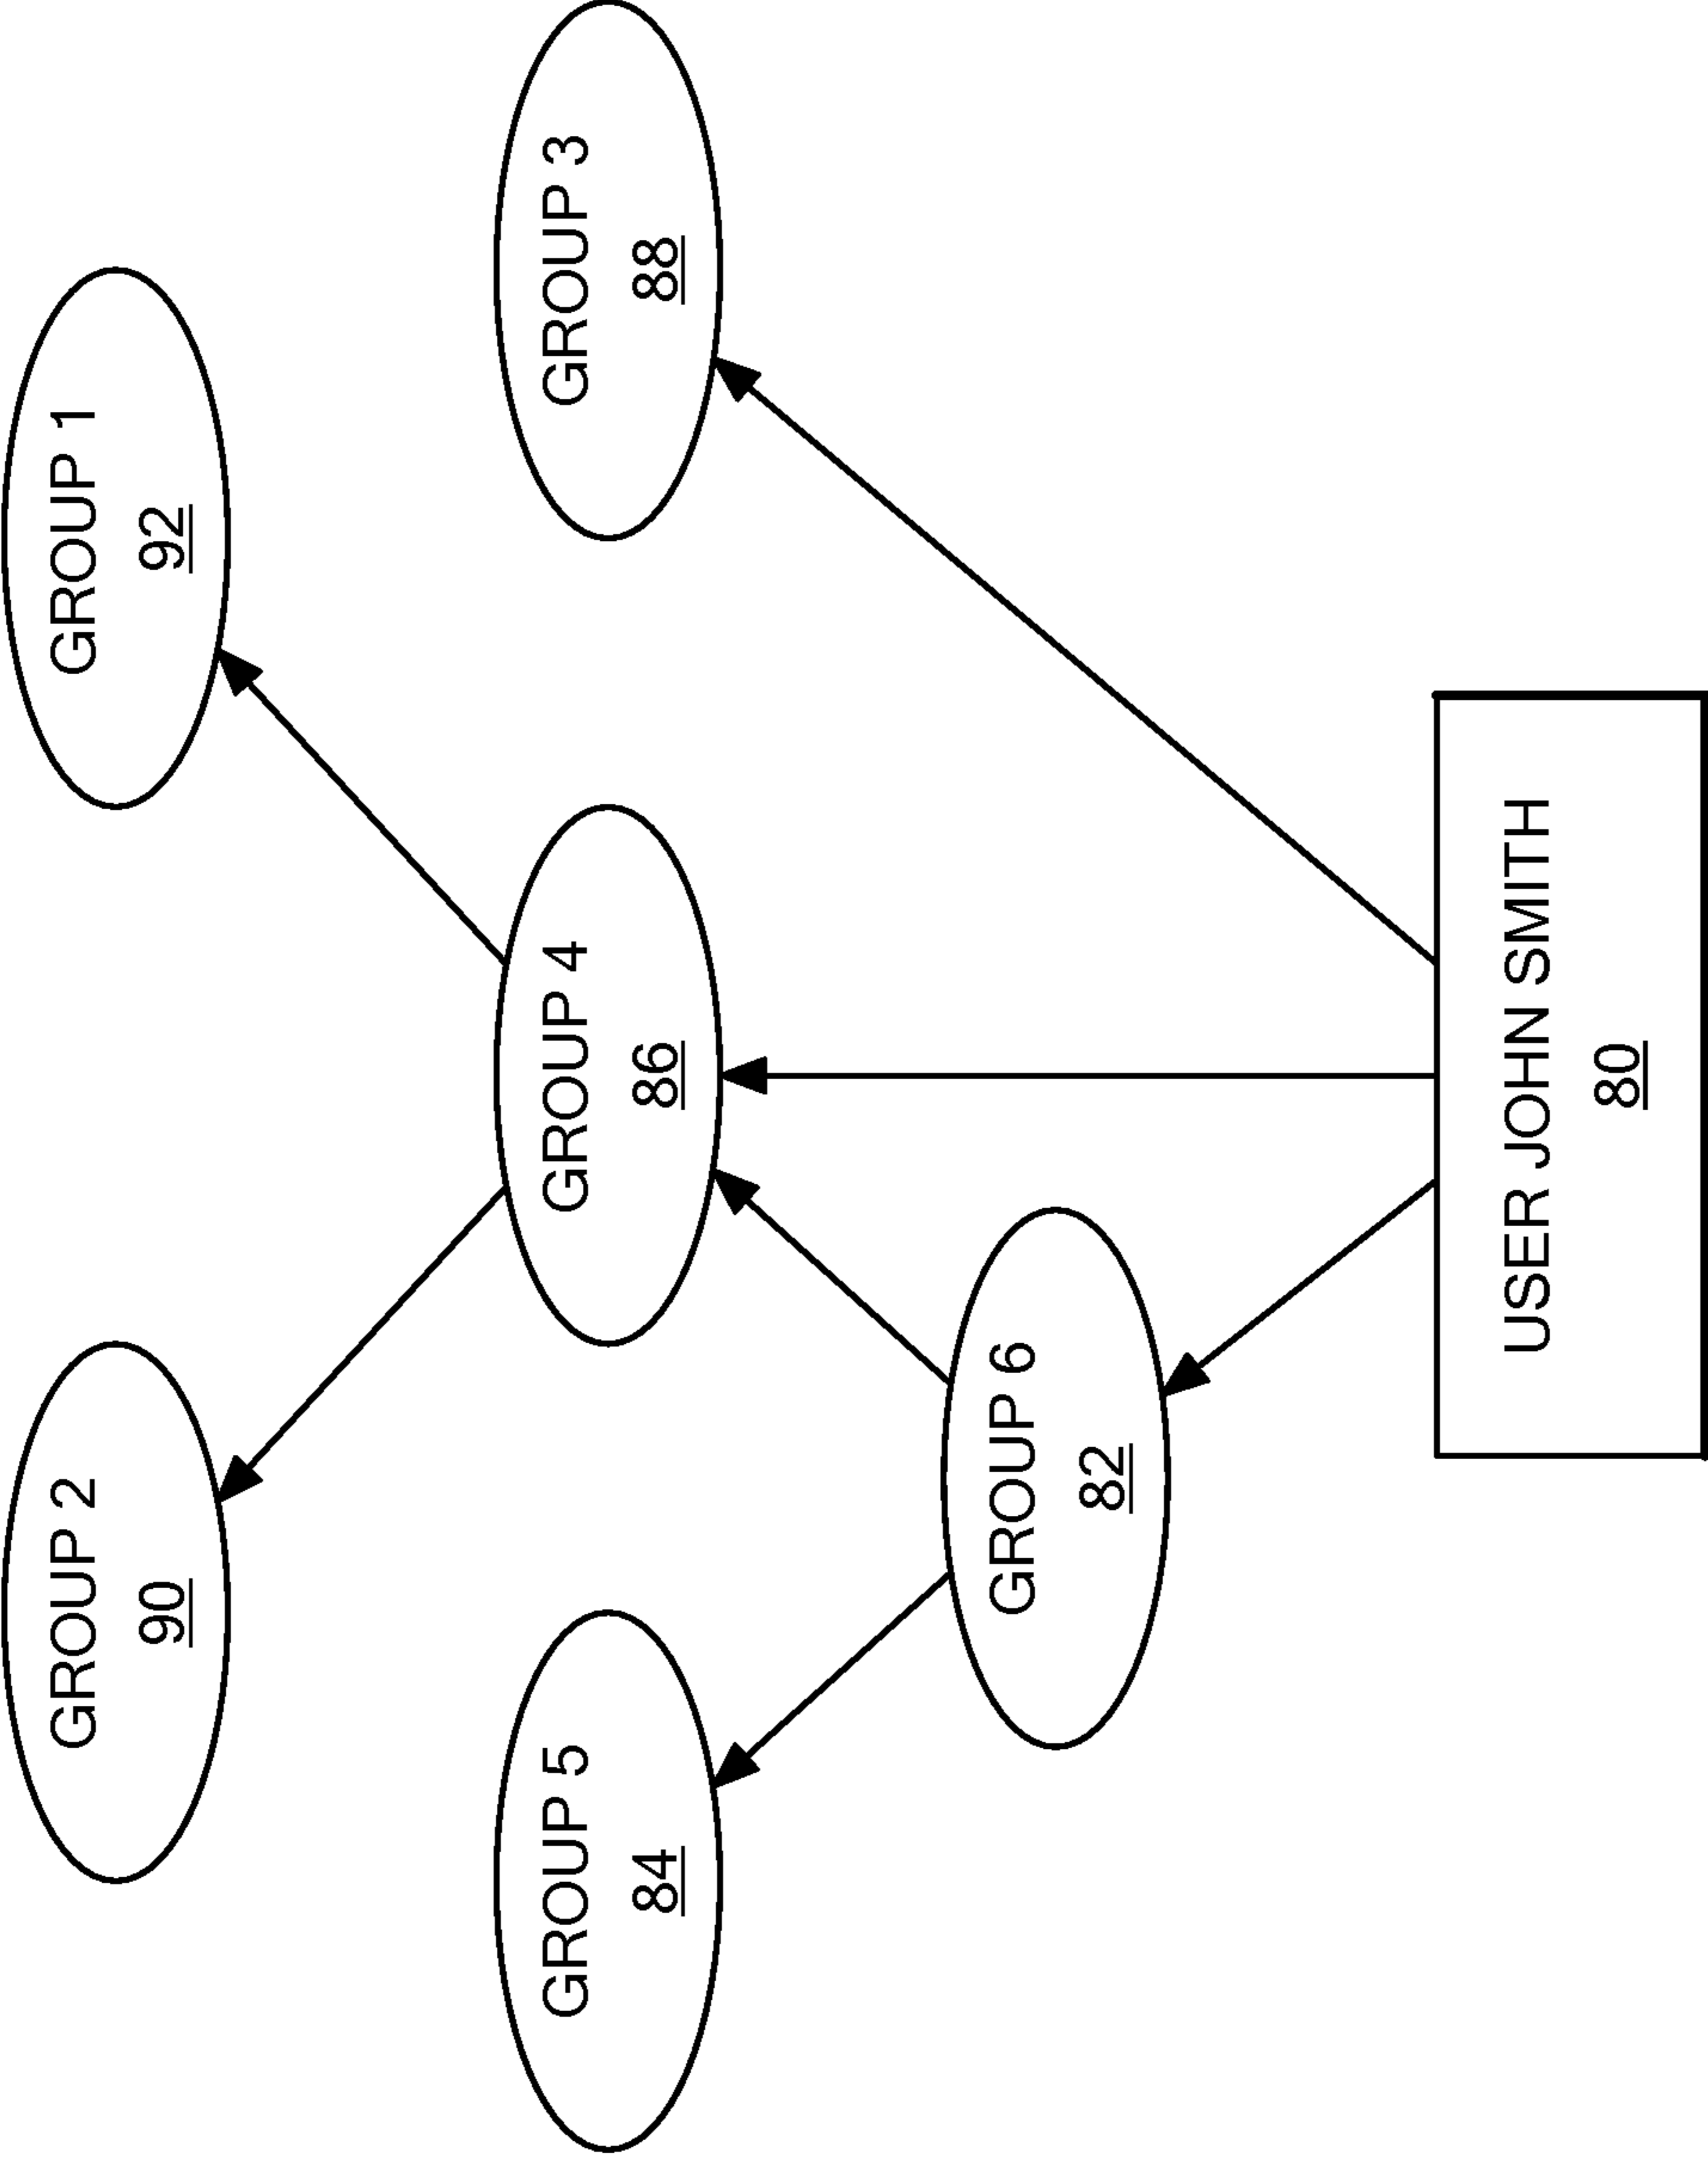 GROUP 2
90
GROUP 1
92
GROUP 5
84
GROUP 4
86
GROUP 3
88
GROUP 6
82
USER JOHN SMITH
80